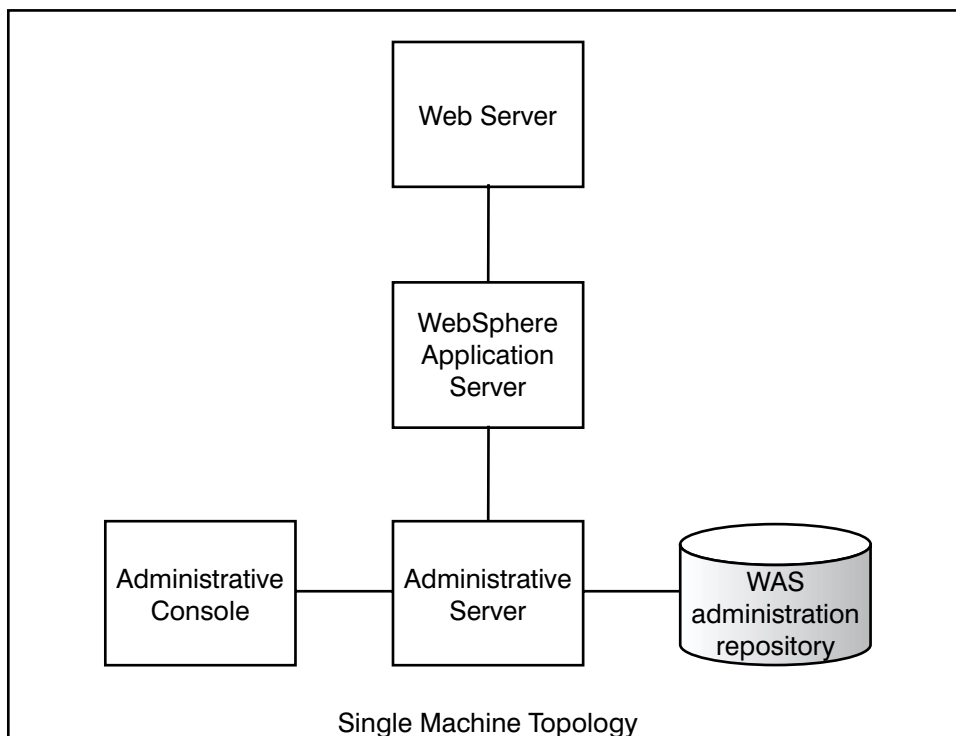 Web Server
WebSphere
Application
Server
Administrative
Console
Administrative
Server
WAS
administration
repository
Single Machine Topology